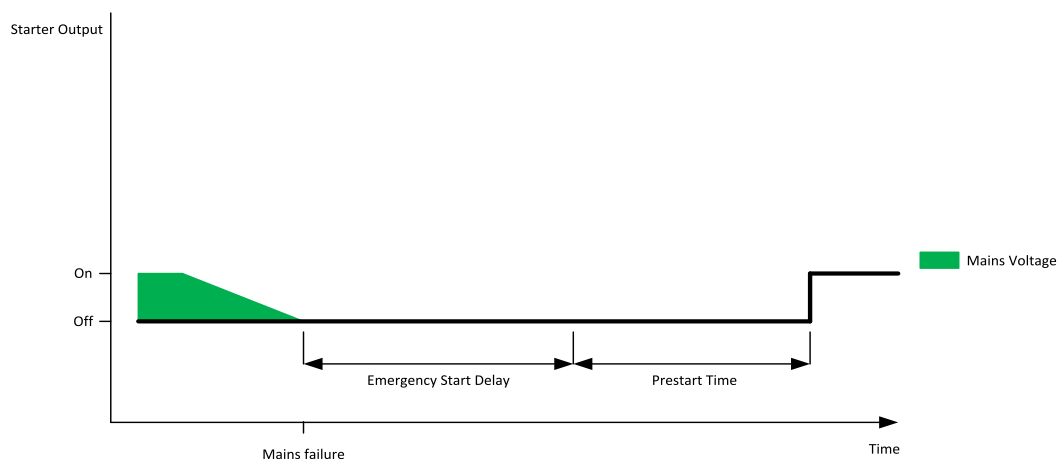 Starter Output
On
Mains Voltage
Off
Emergency Start Delay
Prestart Time
Time
Mains failure